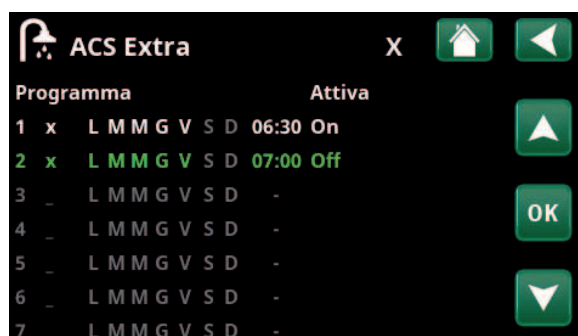 ACS Extra X
Programma Attiva
1 x L M M G V S D 06:30 On
2 x L M M G V S D 07:00 Off
3 _ L M M G V S D -
4 _ L M M G V S D -
OK
5 _ L M M G V S D -
6 _ L M M G V S D -
7 L M M G V S D -